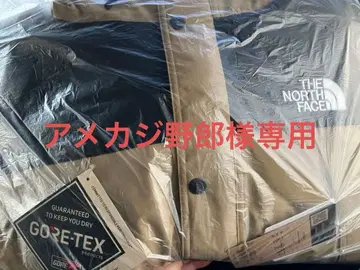 THE
NORTH
FACE
アメカジ野郎様専用
GUARANTEED
TO KEEP YOU DRY
GORE-TEX
PRODUCTS